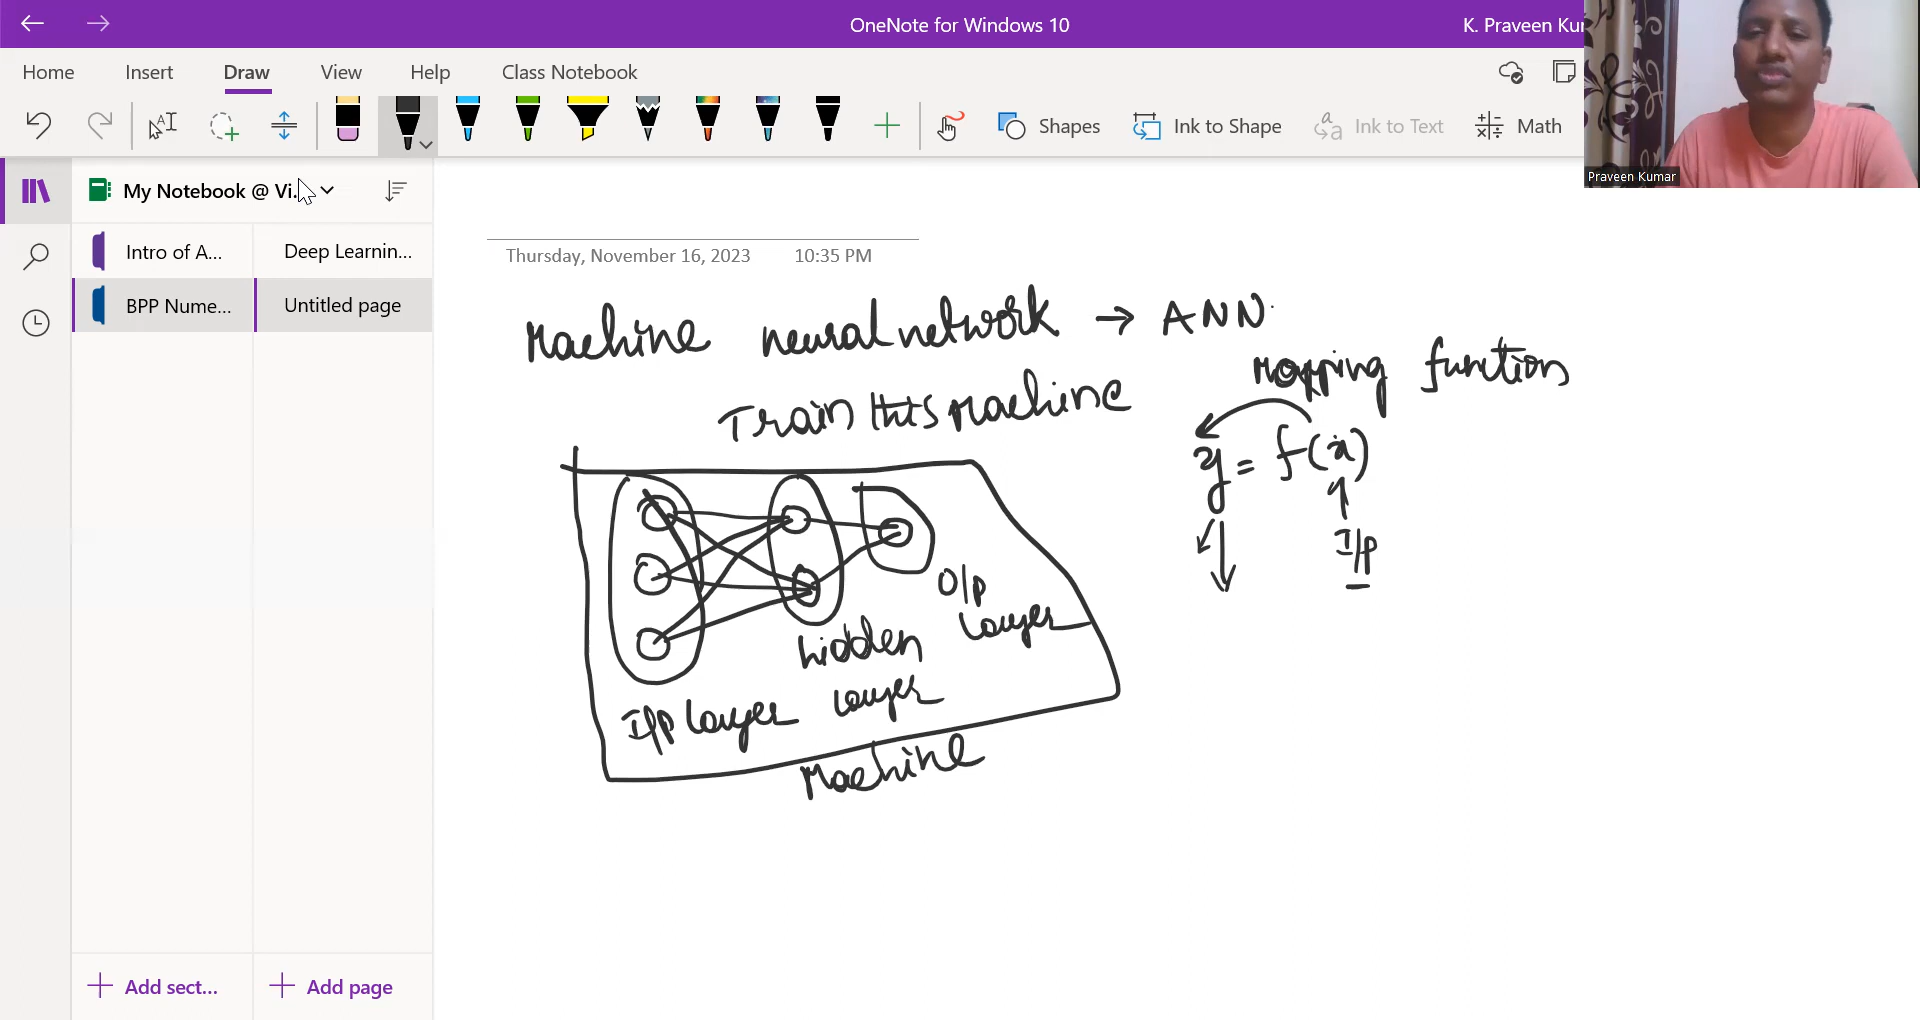 OneNote for Windows 10
K. Praveen Kur
Home Insert Draw View Help Class Notebook
Shapes Ink to Shape Ink to Text Math
Praveen Kumar
My Notebook @ Vi...
Intro of A...
Deep Learnin...
BPP Nume...
Untitled page
Thursday, November 16, 2023 10:35 PM
Machine neural network → ANN
Mapping function
Train this Machine
y = f(x)
I/p
O/p
Layer
hidden
Layer
I/p Layer
Machine
Add sect...
Add page